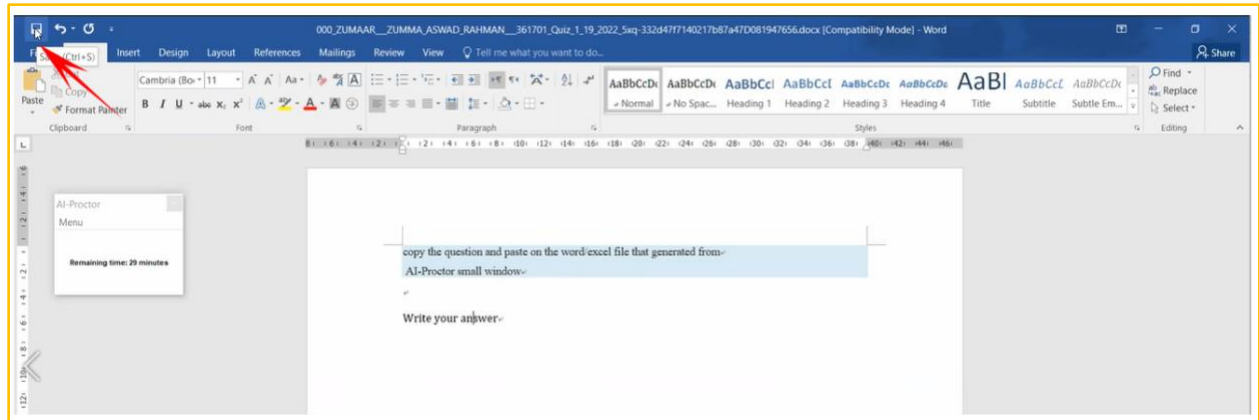 000_ZUMAAR__ZUMMA_ASWAD_RAHMAN__361701_Quiz_1_19_2022_5xq-332d47f7140217b87a47D081947656.docx [Compatibility Mode] - Word
Insert Design Layout References Mailings Review View Tell me what you want to do... Share
(Ctrl+S)
Paste
Copy
Format Painter
Clipboard
Cambria (Bo 11
Font
Paragraph
AaBbCcDc AaBbCcDc AaBbCcI AaBbCcI AaBbCcDc AaBbCcDc AaBI AaBbCcL AaBbCcDc
Normal No Spac... Heading 1 Heading 2 Heading 3 Heading 4 Title Subtitle Subtle Em...
Styles
Find
Replace
Select
Editing
AI-Proctor
Menu
Remaining time: 29 minutes
copy the question and paste on the word/excel file that generated from
AI-Proctor small window
Write your answer